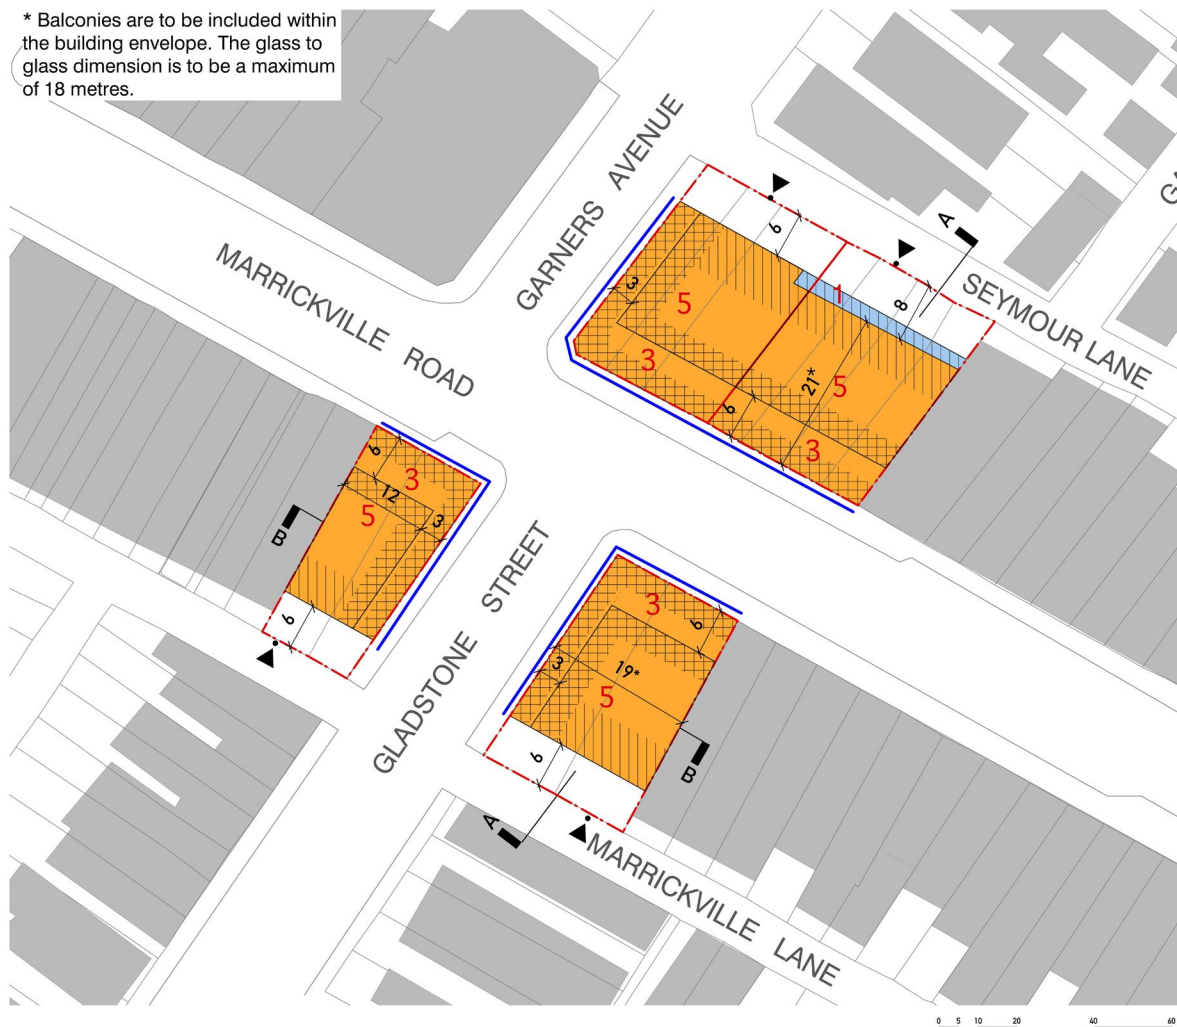 * Balconies are to be included within
the building envelope. The glass to
glass dimension is to be a maximum
of 18 metres.
GARNERS AVENUE
MARRICKVILLE ROAD
SEYMOUR LANE
GLADSTONE STREET
MARRICKVILLE LANE
6
A
1
8
3
5
3
21*
5
6
3
6
3
12
5
3
B
6
3
6
3
19*
5
6
B
A
0 5 10 20 40 60